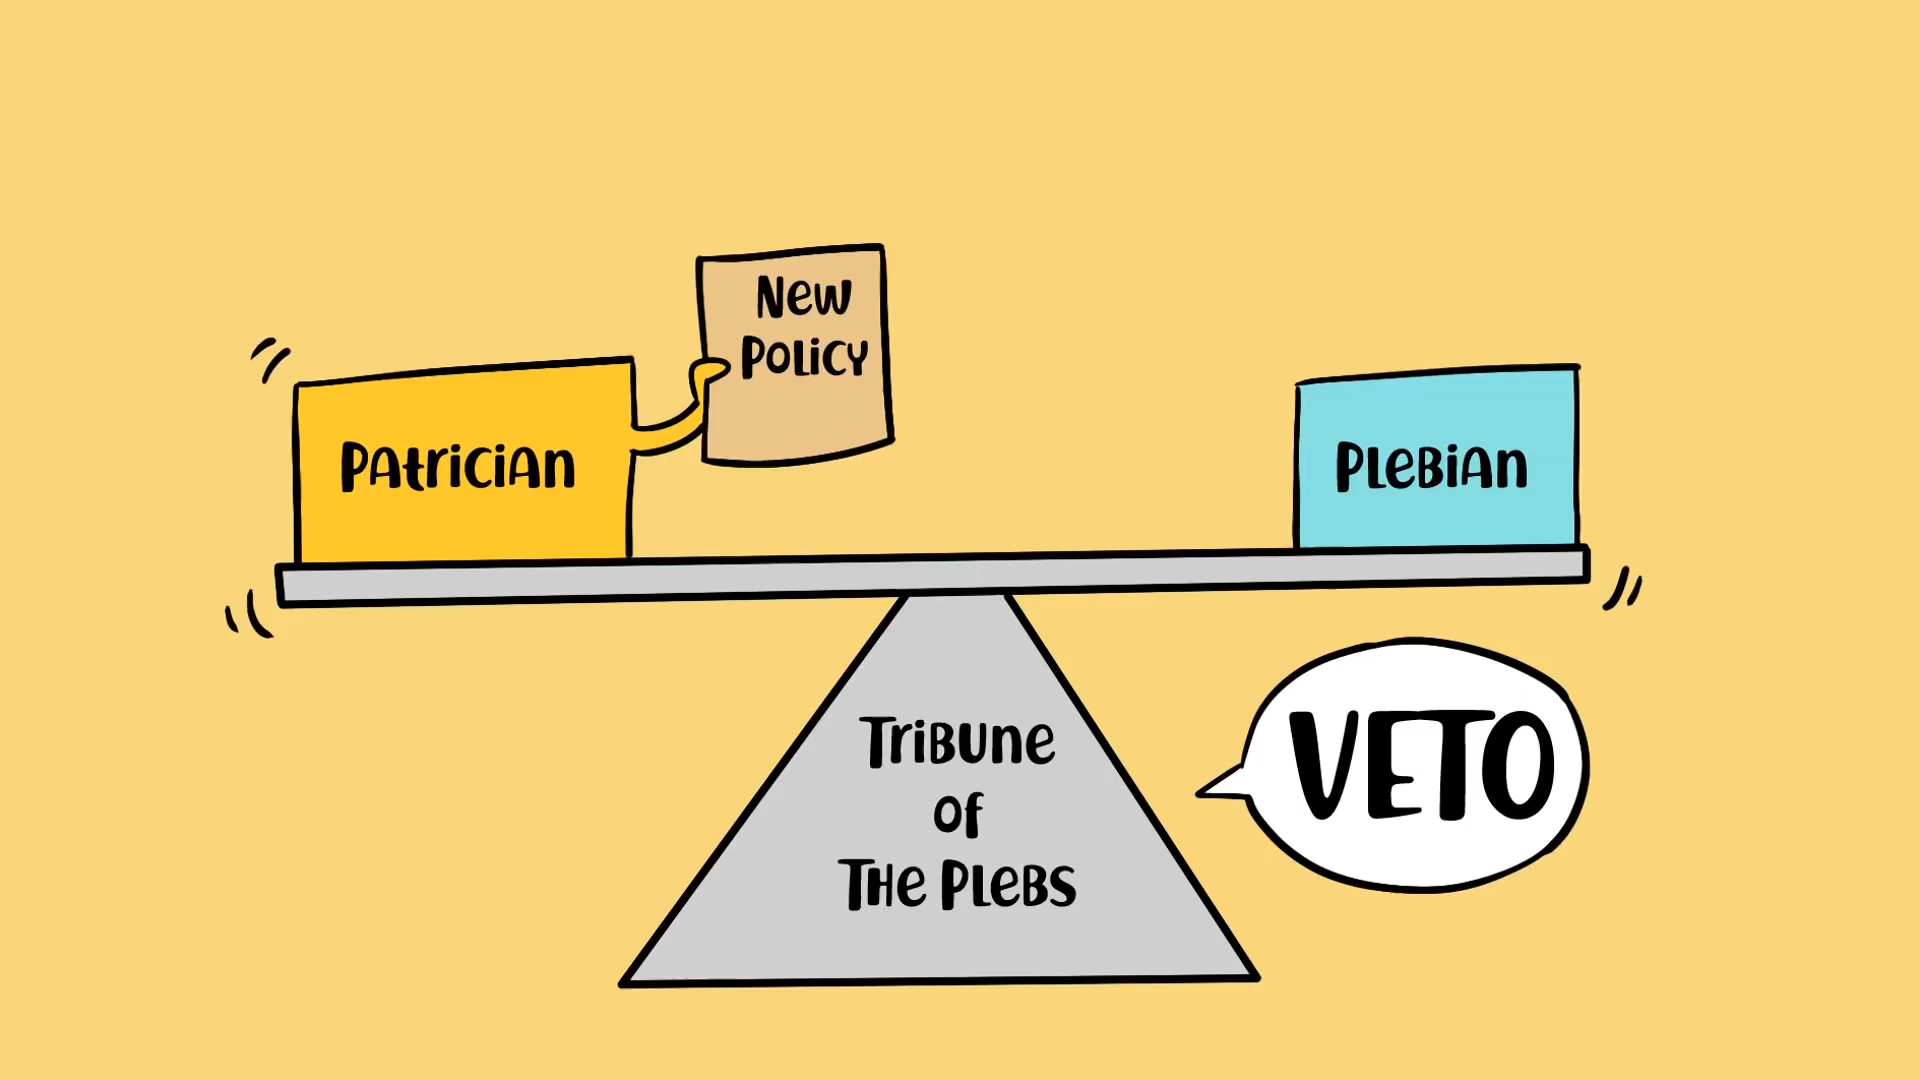 New
Policy
Patrician
Plebian
Tribune
of
The Plebs
VETO